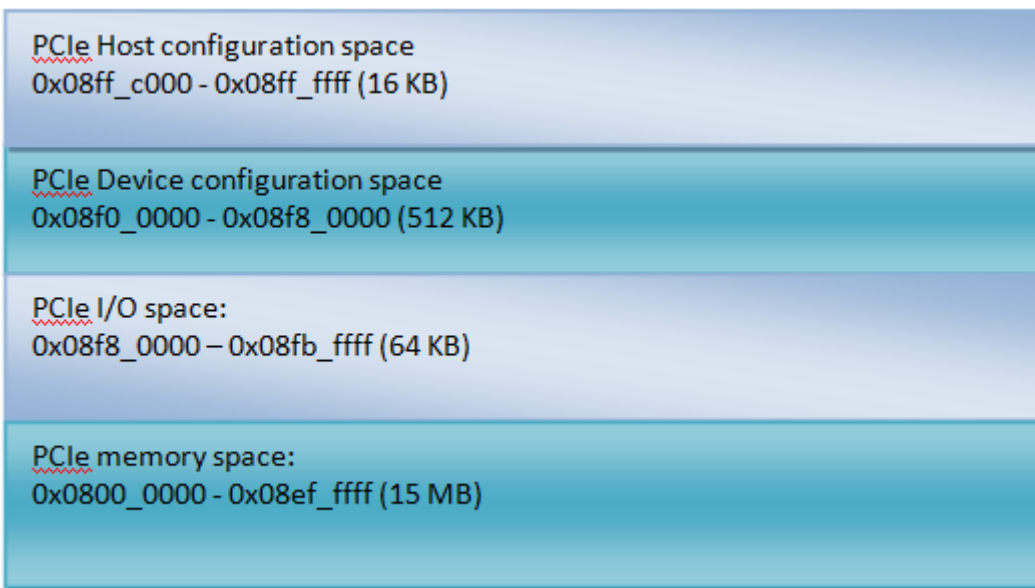 PCIe Host configuration space
0x08ff_c000 - 0x08ff_ffff (16 KB)
PCIe Device configuration space
0x08f0_0000 - 0x08f8_0000 (512 KB)
PCIe I/O space:
0x08f8_0000 – 0x08fb_ffff (64 KB)
PCIe memory space:
0x0800_0000 - 0x08ef_ffff (15 MB)